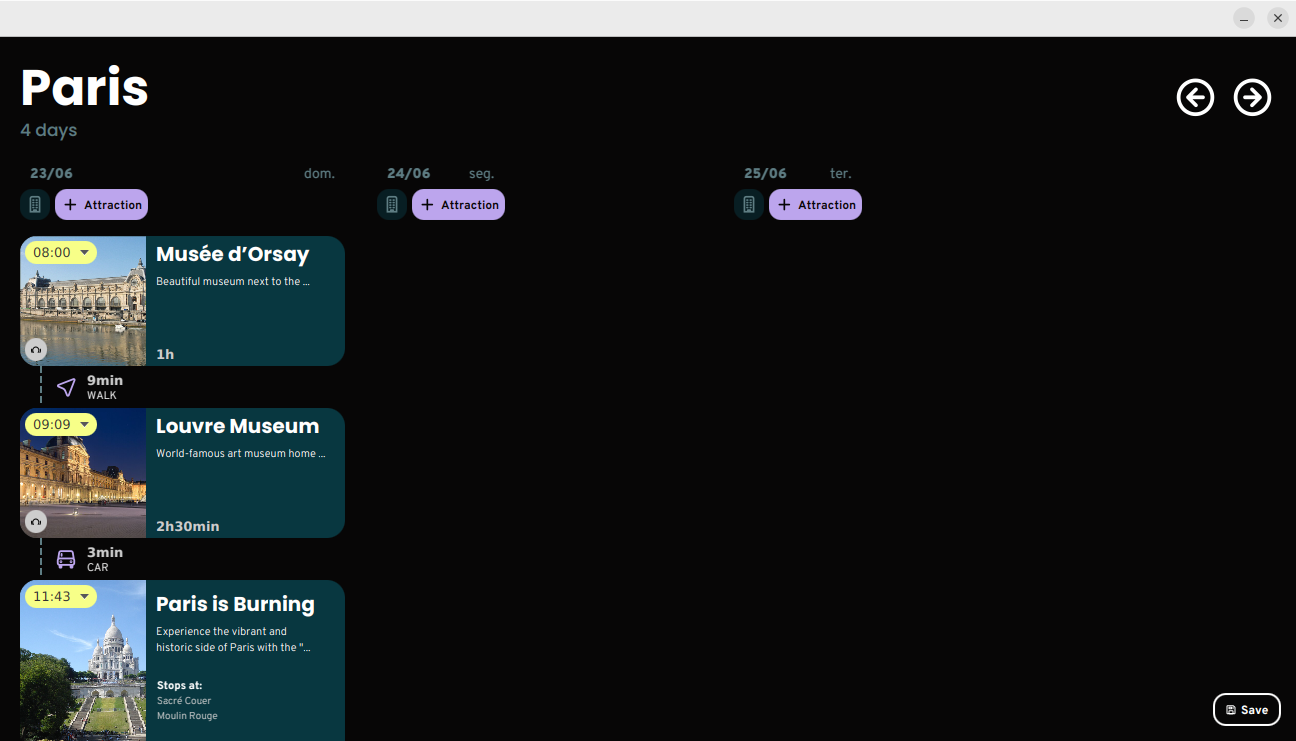 Paris
4 days
23/06 dom.
24/06 seg.
25/06 ter.
Attraction
Attraction
Attraction
08:00
Musée d’Orsay
Beautiful museum next to the ...
1h
9min
WALK
09:09
Louvre Museum
World-famous art museum home ...
2h30min
3min
CAR
11:43
Paris is Burning
Experience the vibrant and
historic side of Paris with the "...
Stops at:
Sacré Couer
Moulin Rouge
Save